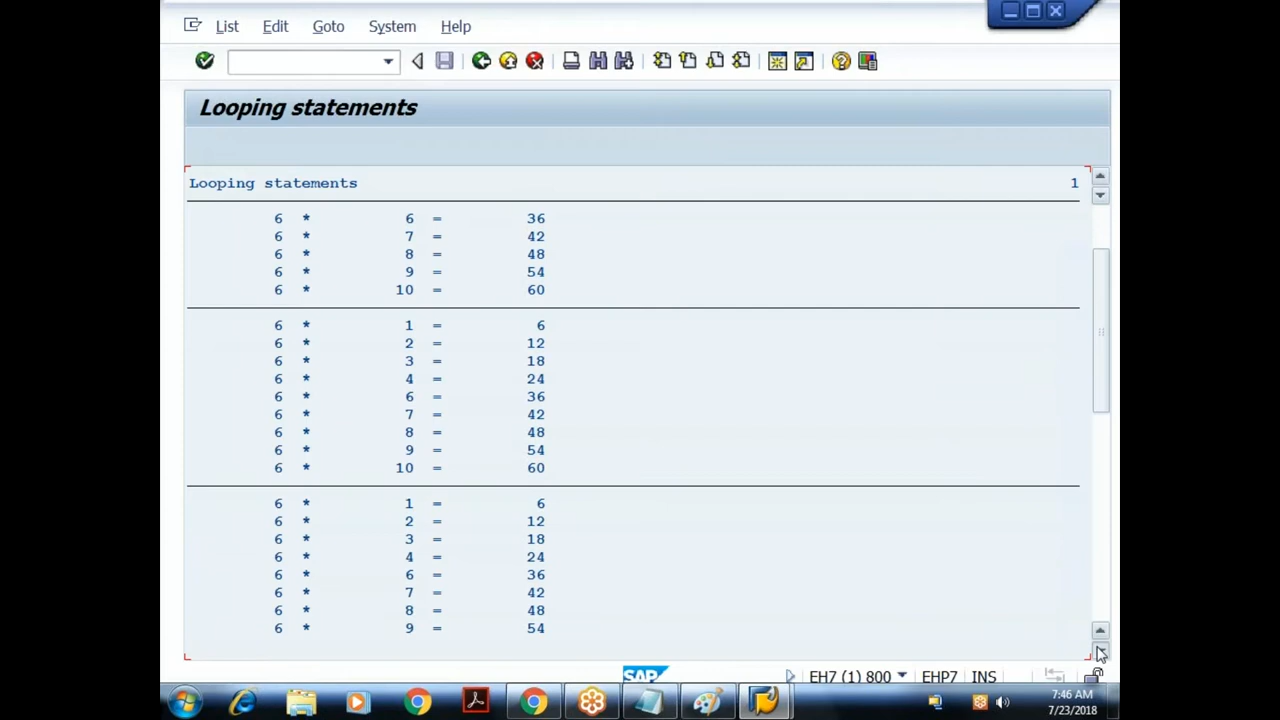 List Edit Goto System Help
Looping statements
Looping statements 1
6 * 6 = 36
6 * 7 = 42
6 * 8 = 48
6 * 9 = 54
6 * 10 = 60
6 * 1 = 6
6 * 2 = 12
6 * 3 = 18
6 * 4 = 24
6 * 6 = 36
6 * 7 = 42
6 * 8 = 48
6 * 9 = 54
6 * 10 = 60
6 * 1 = 6
6 * 2 = 12
6 * 3 = 18
6 * 4 = 24
6 * 6 = 36
6 * 7 = 42
6 * 8 = 48
6 * 9 = 54
SAP EH7 (1) 800 EHP7 INS
7:46 AM
7/23/2018